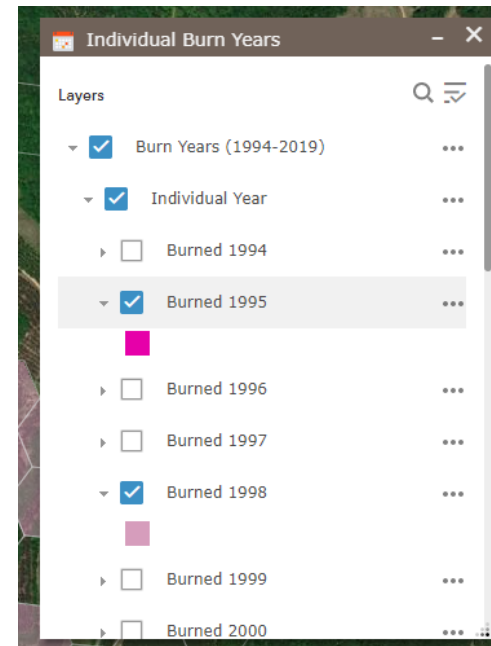 Individual Burn Years
Layers
Burn Years (1994-2019)
Individual Year
Burned 1994
Burned 1995
Burned 1996
Burned 1997
Burned 1998
Burned 1999
Burned 2000